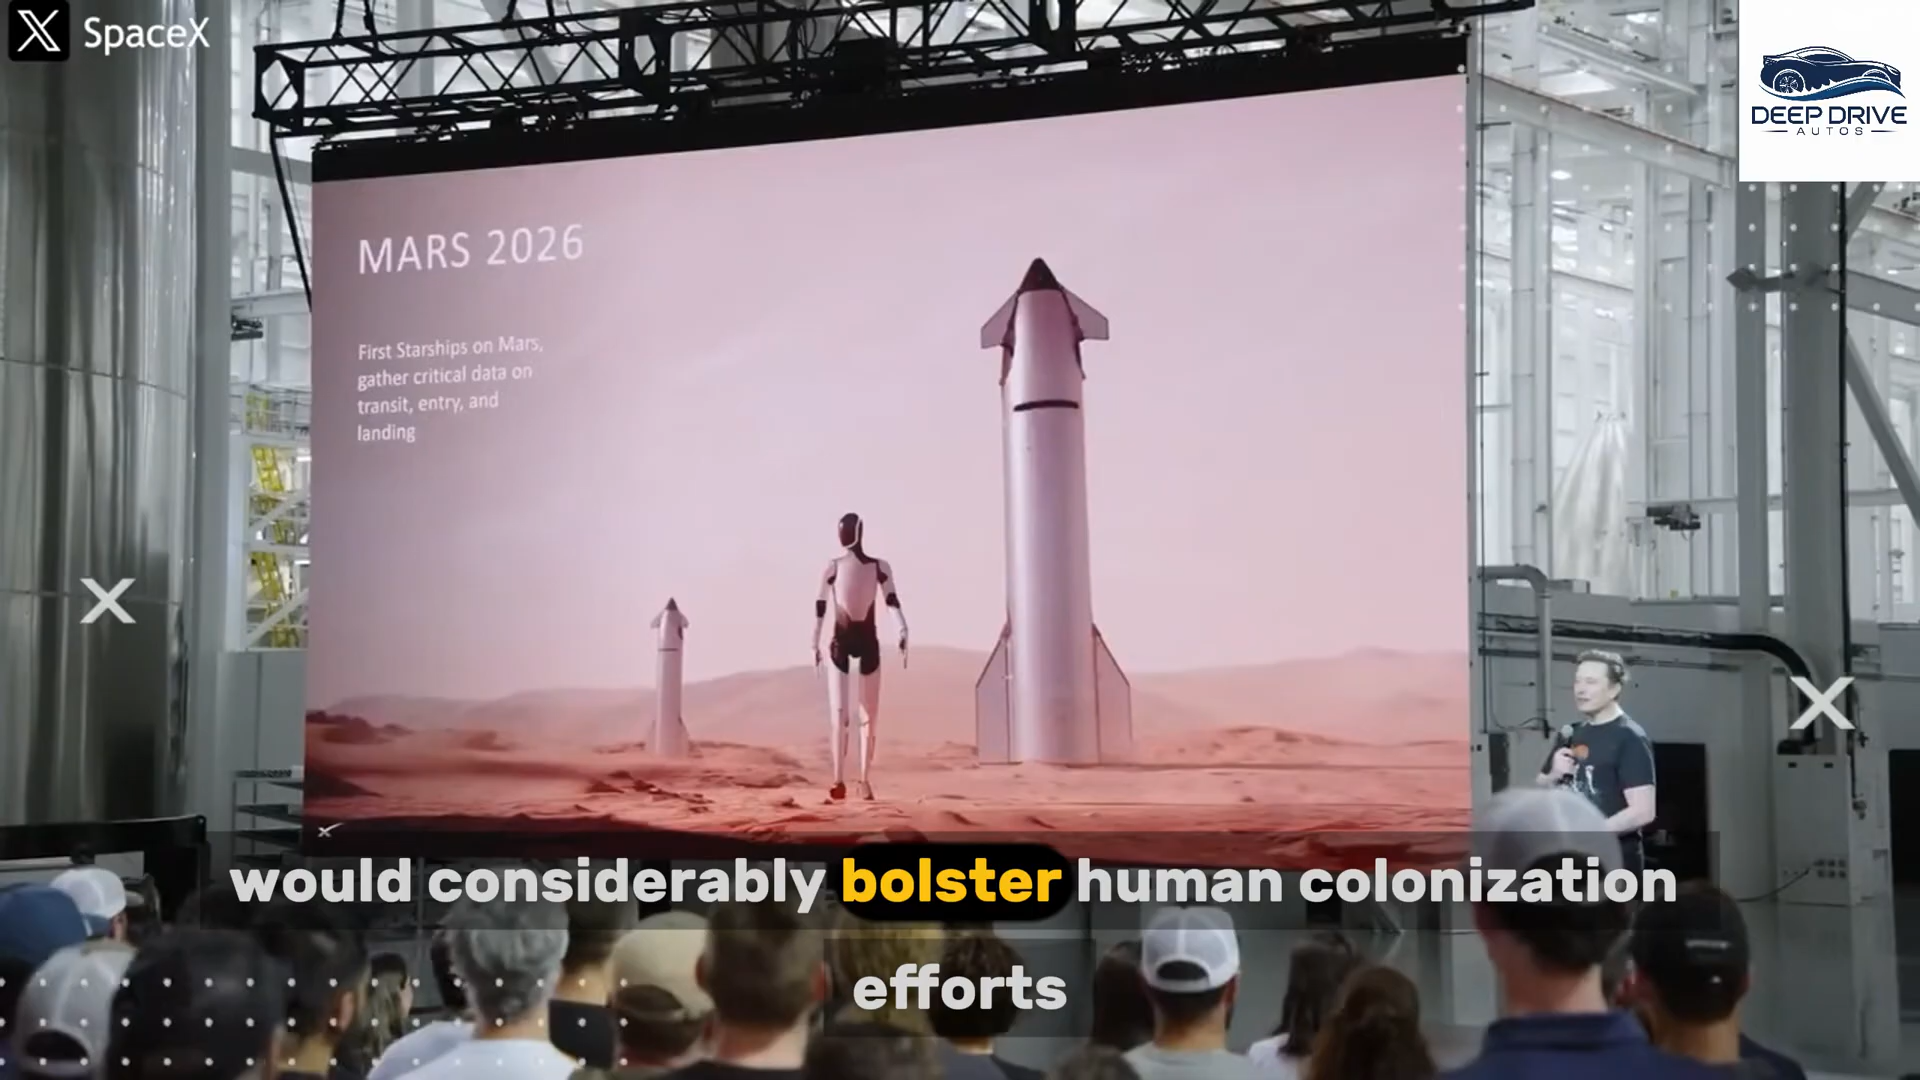 SpaceX
DEEP DRIVE
AUTOS
MARS 2026
First Starships on Mars,
gather critical data on
transit, entry, and
landing
would considerably bolster human colonization
efforts